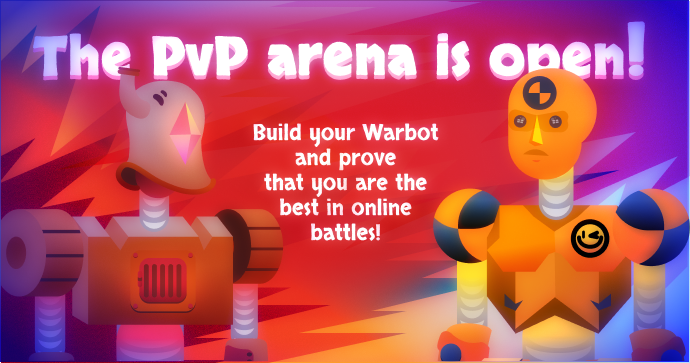 The PvP arena is open!
Build your Warbot
and prove
that you are the
best in online
battles!